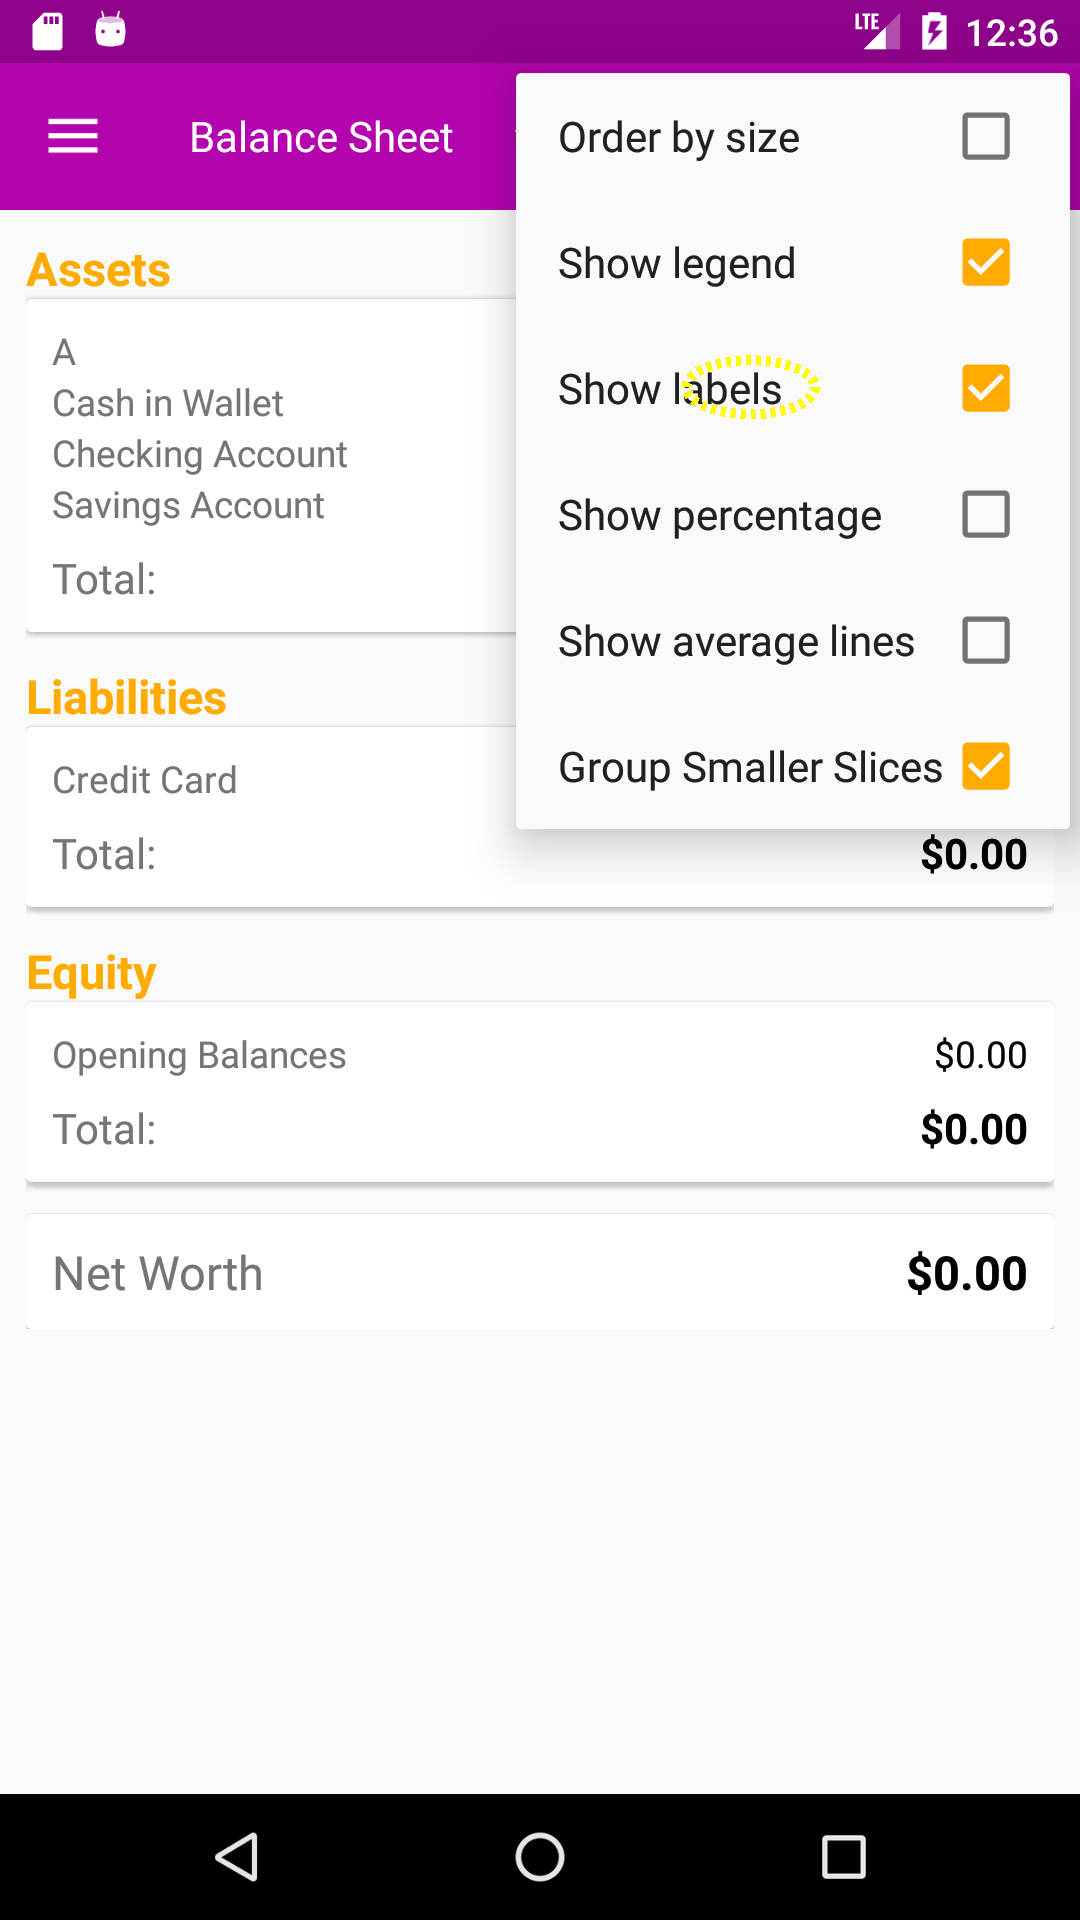 LTE 12:36
Balance Sheet
Order by size
Show legend
Show labels
Show percentage
Show average lines
Group Smaller Slices
Assets
A
Cash in Wallet
Checking Account
Savings Account
Total:
Liabilities
Credit Card
Total: $0.00
Equity
Opening Balances $0.00
Total: $0.00
Net Worth $0.00